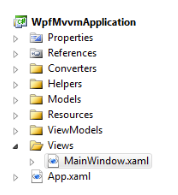 WpfMvvmApplication
Properties
References
Converters
Helpers
Models
Resources
ViewModels
Views
MainWindow.xaml
App.xaml